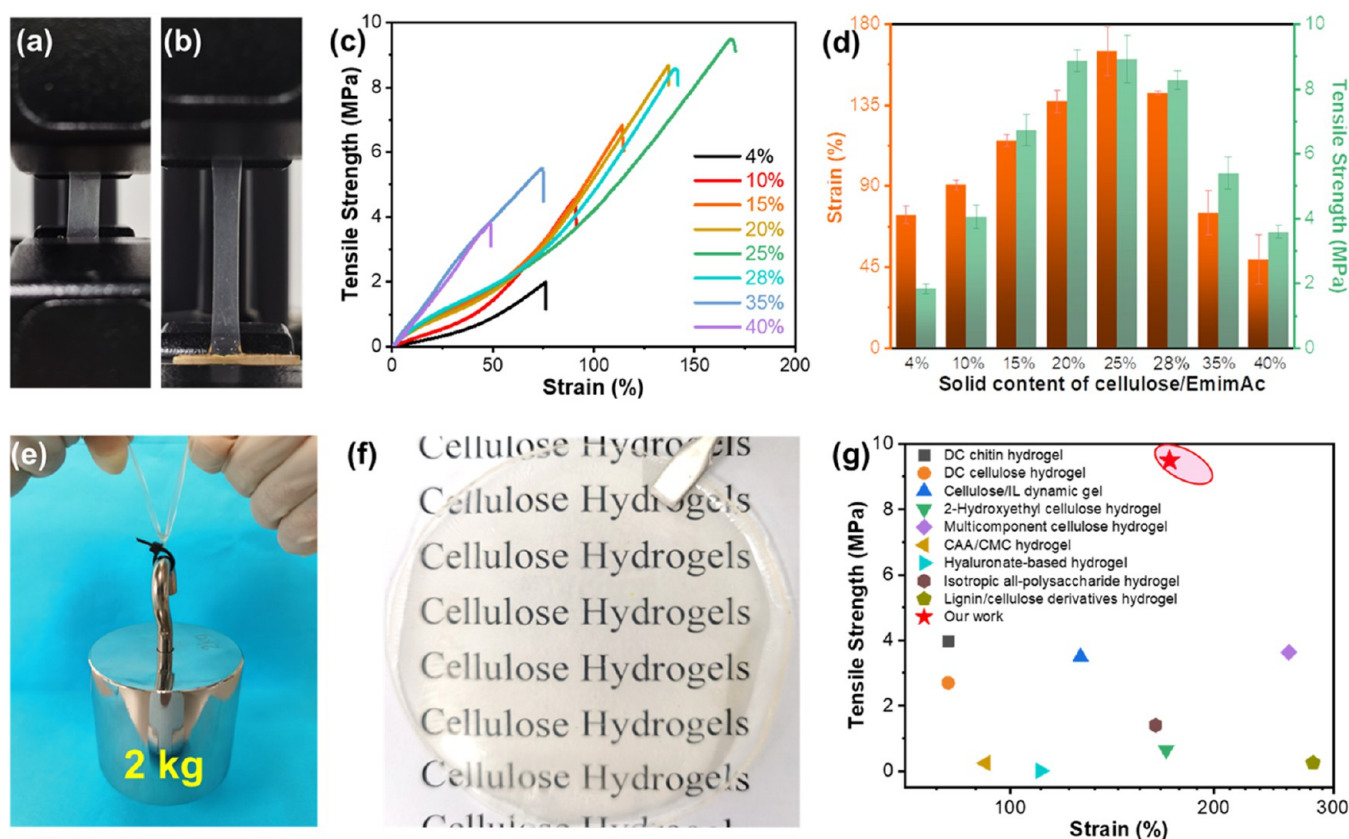 (a)
(b)
(c)
Tensile Strength (MPa)
10
8
6
4
2
0
0
50
100
150
200
Strain (%)
4%
10%
15%
20%
25%
28%
35%
40%
(d)
Strain (%)
180
135
90
45
0
10
8
6
4
2
0
Tensile Strength (MPa)
4%
10%
15%
20%
25%
28%
35%
40%
Solid content of cellulose/EmimAc
(e)
2 kg
(f)
Cellulose Hydrogels
Cellulose Hydrogels
Cellulose Hydrogels
Cellulose Hydrogels
Cellulose Hydrogels
Cellulose Hydrogels
Cellulose Hydrogels
Cellulose Hydrogels
(g)
Tensile Strength (MPa)
10
8
6
4
2
0
DC chitin hydrogel
DC cellulose hydrogel
Cellulose/IL dynamic gel
2-Hydroxyethyl cellulose hydrogel
Multicomponent cellulose hydrogel
CAA/CMC hydrogel
Hyaluronate-based hydrogel
Isotropic all-polysaccharide hydrogel
Lignin/cellulose derivatives hydrogel
Our work
100
200
300
Strain (%)